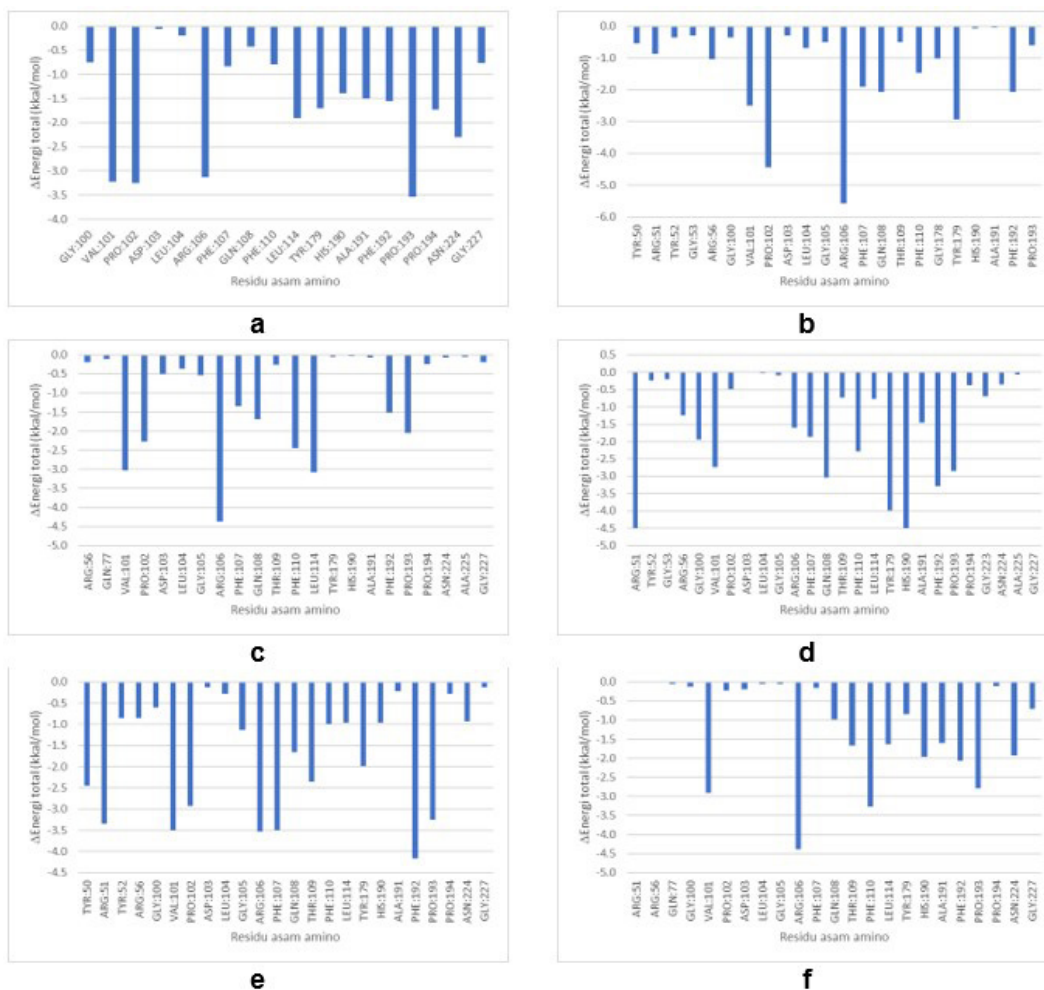 0.0
-0.5
-1.0
-1.5
-2.0
-2.5
-3.0
-3.5
-4.0
ΔEnergi total (kkal/mol)
GLY:100 VAL:101 PRO:102 ASP:103 LEU:104 ARG:106 PHE:107 GLN:108 PHE:110 LEU:114 TYR:179 HIS:190 ALA:191 PHE:192 PRO:193 PRO:194 ASN:224 GLY:227
Residu asam amino
a
0.0
-1.0
-2.0
-3.0
-4.0
-5.0
-6.0
ΔEnergi total (kkal/mol)
TYR:50 ARG:51 TYR:52 GLY:53 ARG:56 GLY:100 VAL:101 PRO:102 ASP:103 LEU:104 GLY:105 ARG:106 PHE:107 GLN:108 THR:109 PHE:110 GLY:178 TYR:179 HIS:190 ALA:191 PHE:192 PRO:193
Residu asam amino
b
0.0
-0.5
-1.0
-1.5
-2.0
-2.5
-3.0
-3.5
-4.0
-4.5
-5.0
ΔEnergi total (kkal/mol)
ARG:56 GLN:77 VAL:101 PRO:102 ASP:103 LEU:104 GLY:105 ARG:106 PHE:107 GLN:108 THR:109 PHE:110 LEU:114 TYR:179 HIS:190 ALA:191 PHE:192 PRO:193 PRO:194 ASN:224 ALA:225 GLY:227
Residu asam amino
c
0.5
0.0
-0.5
-1.0
-1.5
-2.0
-2.5
-3.0
-3.5
-4.0
-4.5
-5.0
ΔEnergi total (kkal/mol)
ARG:51 TYR:52 GLY:53 ARG:56 GLY:100 VAL:101 PRO:102 ASP:103 LEU:104 GLY:105 ARG:106 PHE:107 GLN:108 THR:109 PHE:110 LEU:114 TYR:179 HIS:190 ALA:191 PHE:192 PRO:193 PRO:194 GLY:223 ASN:224 ALA:225 GLY:227
Residu asam amino
d
0.0
-0.5
-1.0
-1.5
-2.0
-2.5
-3.0
-3.5
-4.0
-4.5
ΔEnergi total (kkal/mol)
TYR:50 ARG:51 TYR:52 ARG:56 GLY:100 VAL:101 PRO:102 ASP:103 LEU:104 GLY:105 ARG:106 PHE:107 GLN:108 THR:109 PHE:110 LEU:114 TYR:179 HIS:190 ALA:191 PHE:192 PRO:193 PRO:194 ASN:224 GLY:227
Residu asam amino
e
0.0
-0.5
-1.0
-1.5
-2.0
-2.5
-3.0
-3.5
-4.0
-4.5
-5.0
ΔEnergi total (kkal/mol)
ARG:51 ARG:56 GLN:77 GLY:100 VAL:101 PRO:102 ASP:103 LEU:104 GLY:105 ARG:106 PHE:107 GLN:108 THR:109 PHE:110 LEU:114 TYR:179 HIS:190 ALA:191 PHE:192 PRO:193 PRO:194 ASN:224 GLY:227
Residu asam amino
f